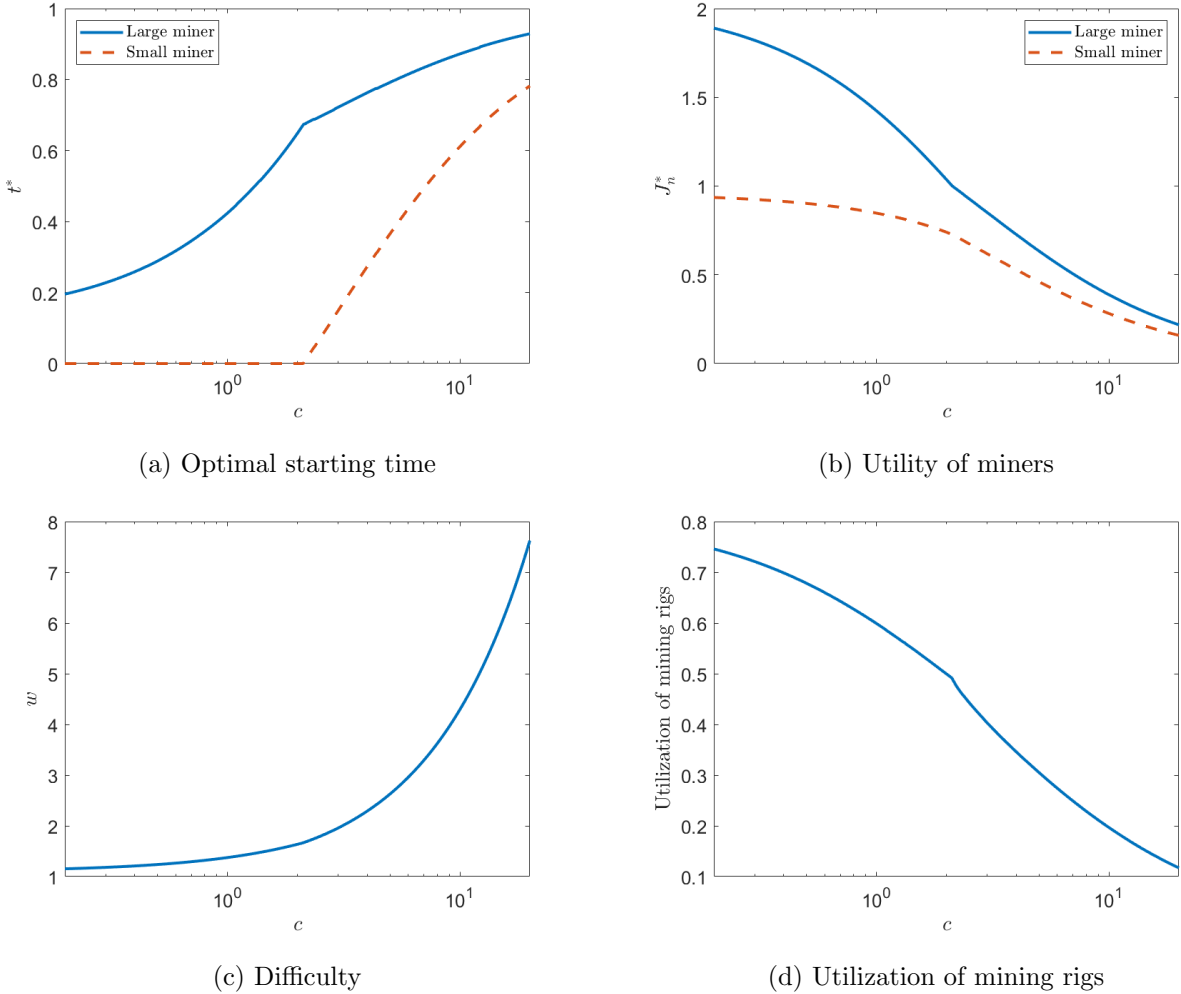 Large miner
Small miner
t*
1
0.8
0.6
0.4
0.2
0
10^0
10^1
c
(a) Optimal starting time
Large miner
Small miner
J_n^*
2
1.5
1
0.5
0
10^0
10^1
c
(b) Utility of miners
w
8
7
6
5
4
3
2
1
10^0
10^1
c
(c) Difficulty
Utilization of mining rigs
0.8
0.7
0.6
0.5
0.4
0.3
0.2
0.1
10^0
10^1
c
(d) Utilization of mining rigs